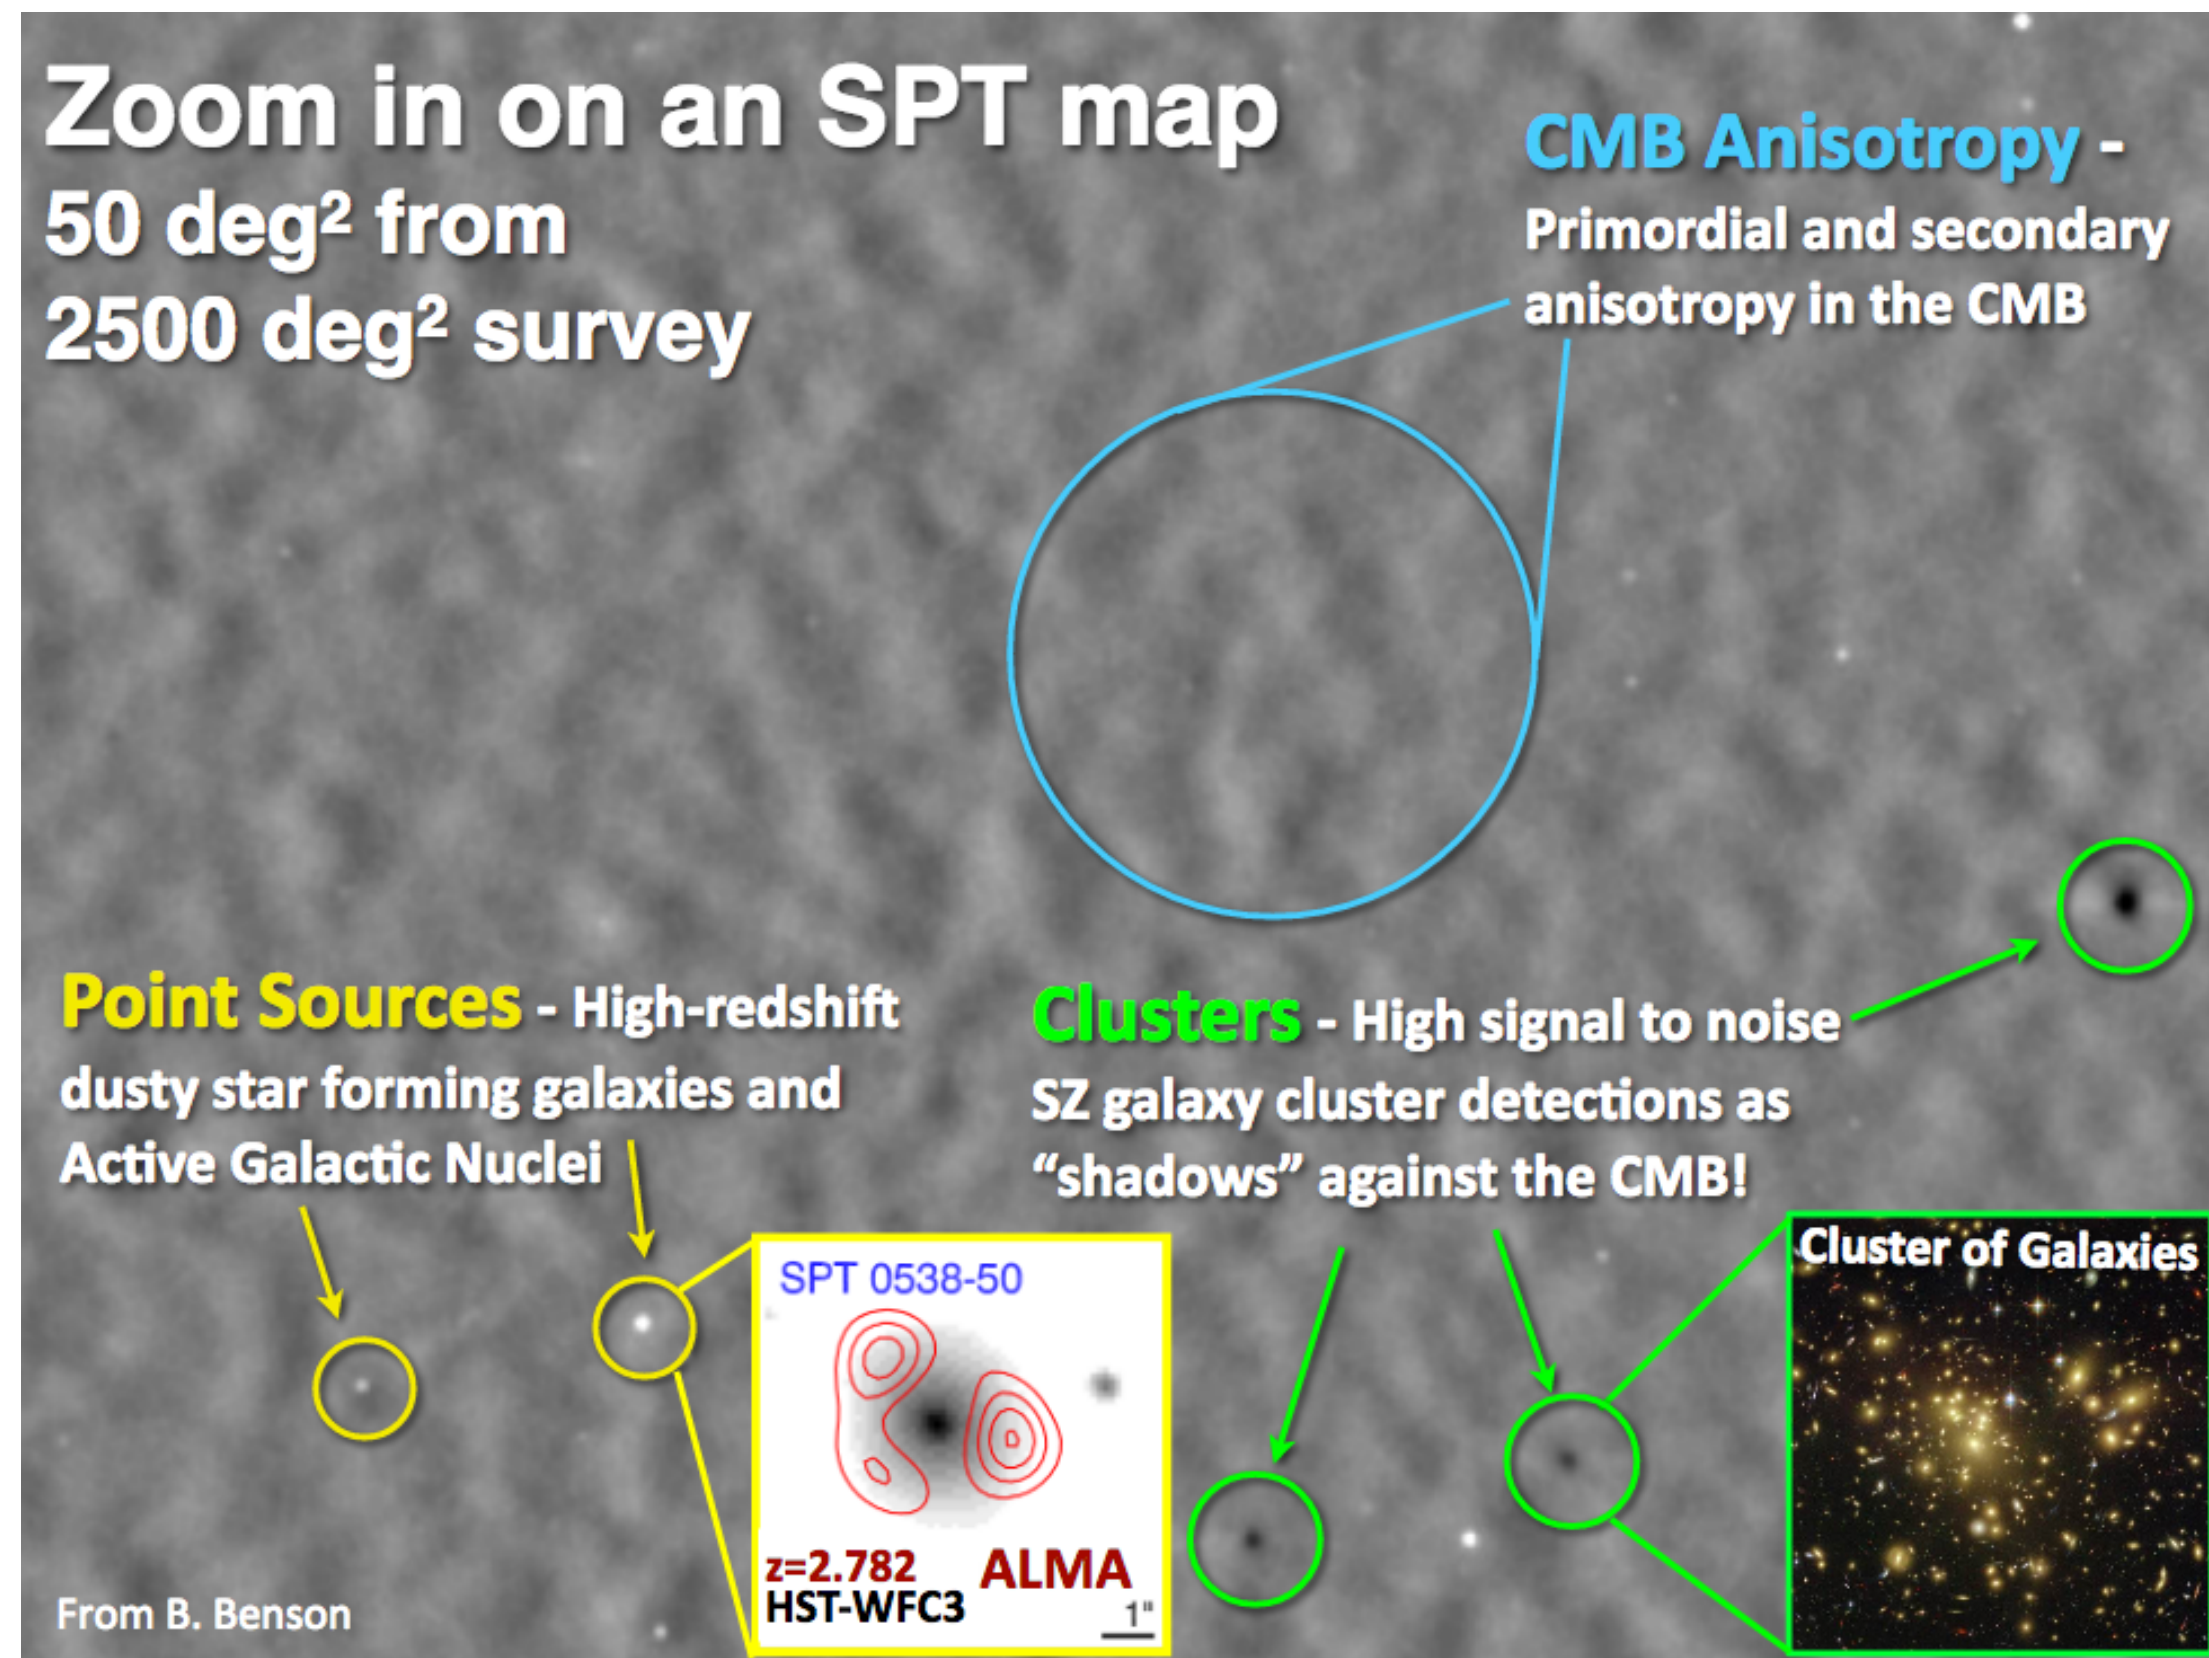 Zoom in on an SPT map
50 deg² from
2500 deg² survey
CMB Anisotropy -
Primordial and secondary
anisotropy in the CMB
Point Sources - High-redshift
dusty star forming galaxies and
Active Galactic Nuclei
Clusters - High signal to noise
SZ galaxy cluster detections as
“shadows” against the CMB!
SPT 0538-50
z=2.782
ALMA
HST-WFC3
1"
Cluster of Galaxies
From B. Benson